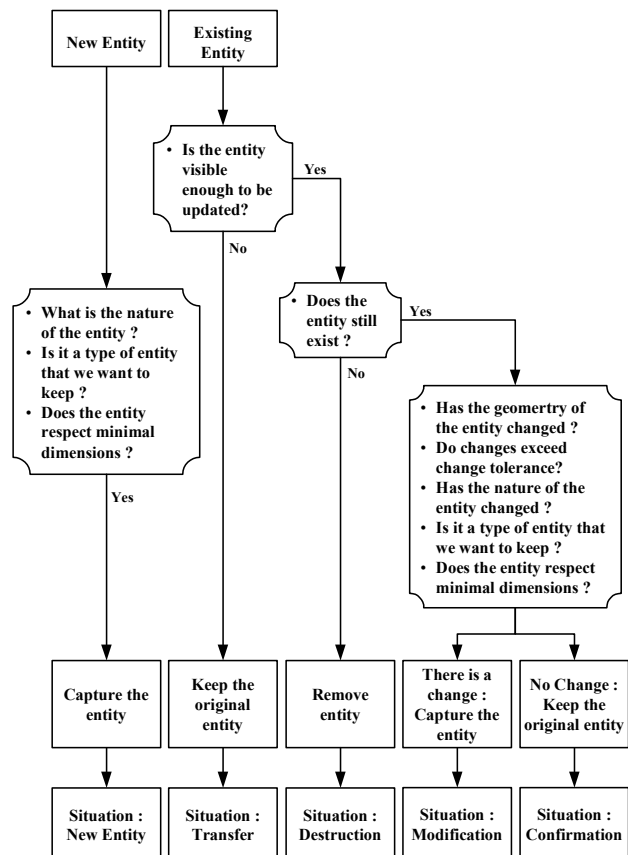 New Entity
Existing
Entity
• Is the entity
visible
enough to be
updated?
Yes
No
• What is the nature
of the entity ?
• Is it a type of entity
that we want to
keep ?
• Does the entity
respect minimal
dimensions ?
Yes
• Does the
entity still
exist ?
Yes
No
• Has the geomertry of
the entity changed ?
• Do changes exceed
change tolerance?
• Has the nature of the
entity changed ?
• Is it a type of entity that
we want to keep ?
• Does the entity respect
minimal dimensions ?
Capture the
entity
Keep the
original
entity
Remove
entity
There is a
change :
Capture the
entity
No Change :
Keep the
original entity
Situation :
New Entity
Situation :
Transfer
Situation :
Destruction
Situation :
Modification
Situation :
Confirmation